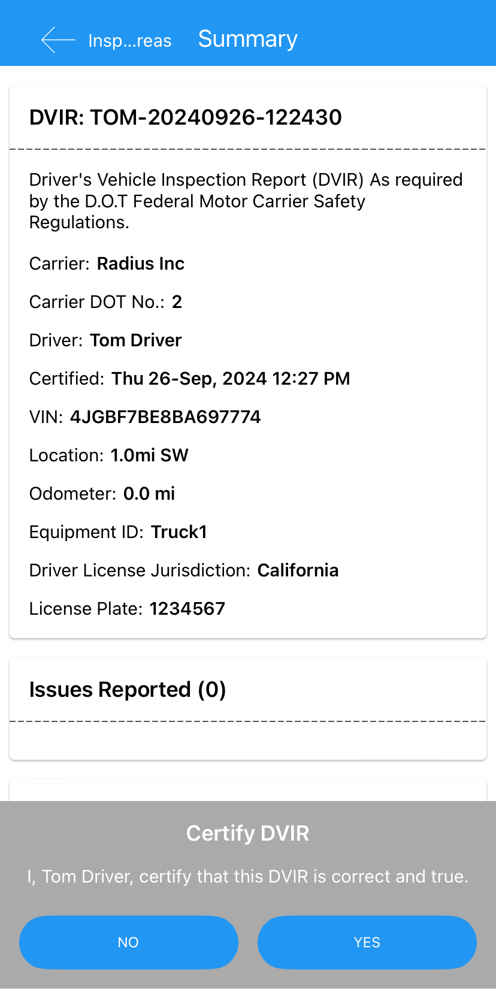 Insp...reas Summary
DVIR: TOM-20240926-122430
Driver's Vehicle Inspection Report (DVIR) As required
by the D.O.T Federal Motor Carrier Safety
Regulations.
Carrier: Radius Inc
Carrier DOT No.: 2
Driver: Tom Driver
Certified: Thu 26-Sep, 2024 12:27 PM
VIN: 4JGBF7BE8BA697774
Location: 1.0mi SW
Odometer: 0.0 mi
Equipment ID: Truck1
Driver License Jurisdiction: California
License Plate: 1234567
Issues Reported (0)
Certify DVIR
I, Tom Driver, certify that this DVIR is correct and true.
NO YES